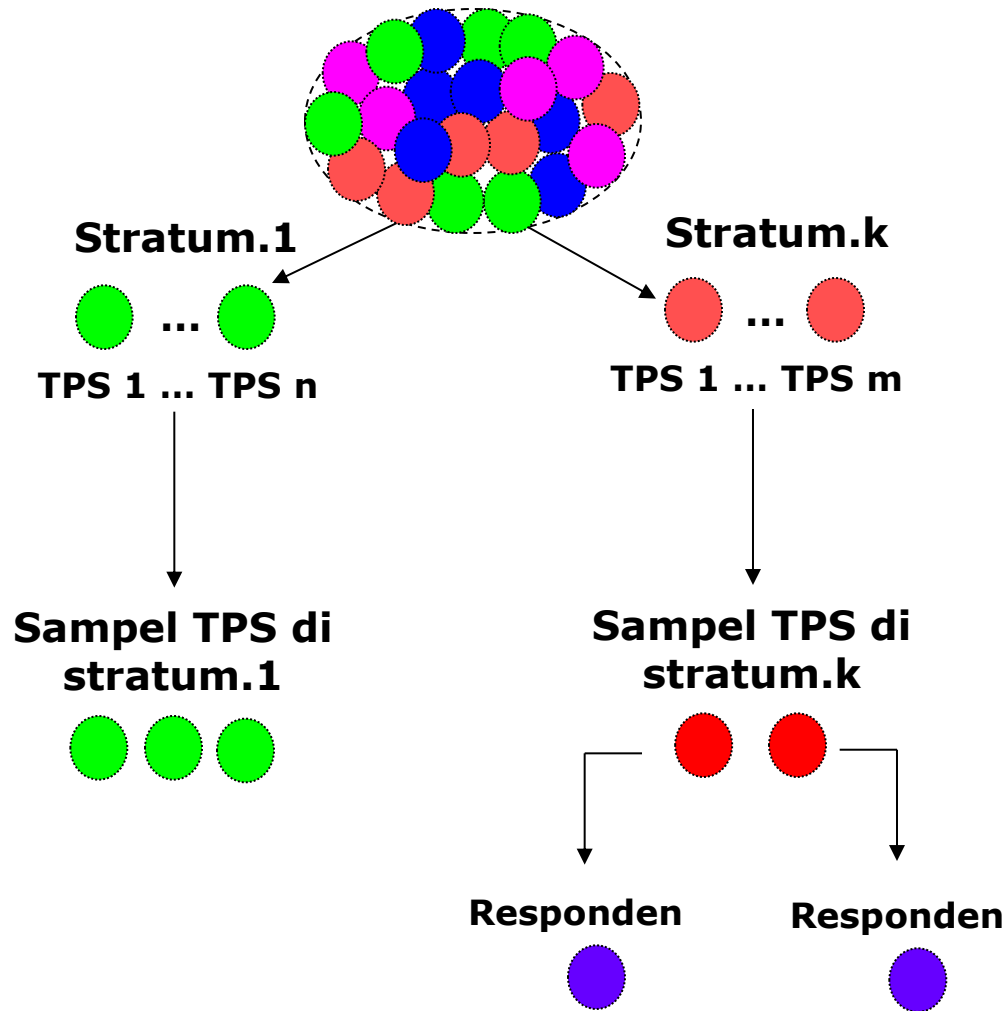 Stratum.1
Stratum.k
... 
...
TPS 1 ... TPS n
TPS 1 ... TPS m
Sampel TPS di
stratum.1
Sampel TPS di
stratum.k
Responden
Responden